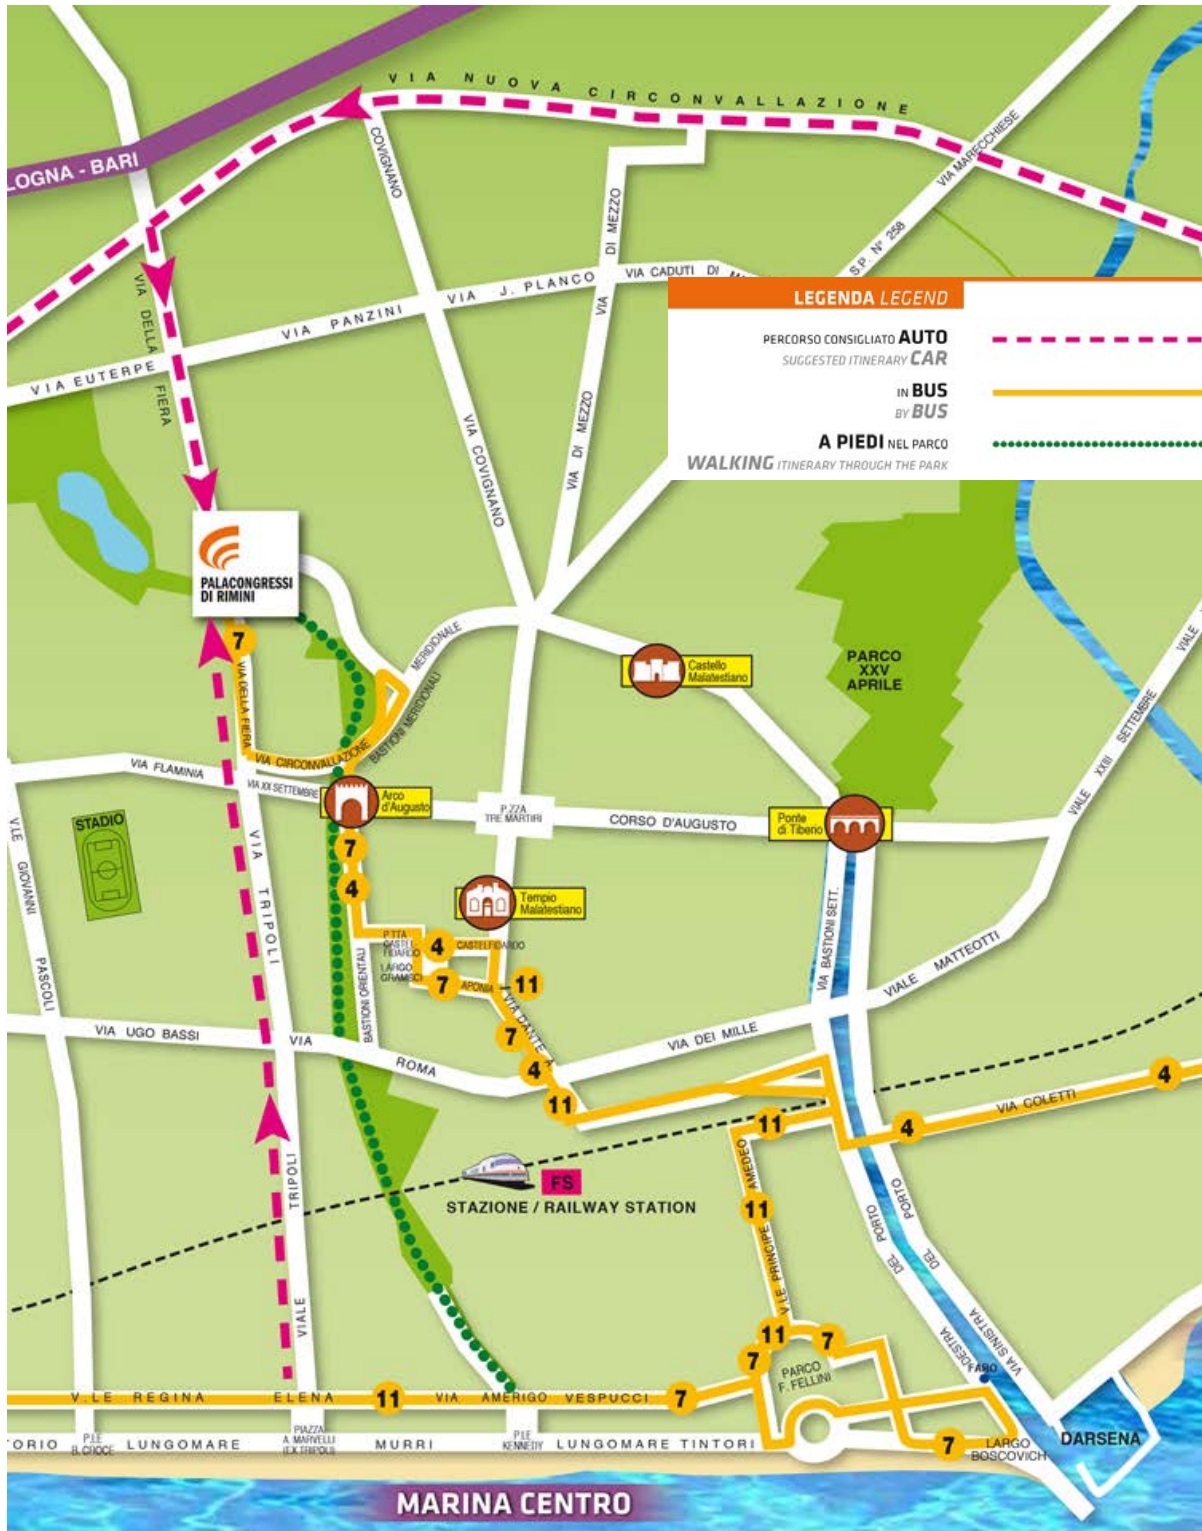 VIA NUOVA CIRCONVALLAZIONE
LOGNA - BARI
COVIGNANO
VIA MARECCHIESE
S.P. N° 258
DI MEZZO
VIA
VIA CADUTI DI
VIA J. PLANCO
VIA PANZINI
VIA EUTERPE
VIA DELLA FIERA
LEGENDA LEGEND
PERCORSO CONSIGLIATO AUTO
SUGGESTED ITINERARY CAR
IN BUS
BY BUS
A PIEDI NEL PARCO
WALKING ITINERARY THROUGH THE PARK
VIA DI MEZZO
VIA COVIGNANO
PALACONGRESSI
DI RIMINI
7
VIA DELLA FIERA
MERIDIONALE
BASTIONI MERIDIONALI
VIA CIRCONVALLAZIONE
Castello
Malatestiano
PARCO
XXV
APRILE
VIALE
VIALE XXIII SETTEMBRE
VIA FLAMINIA
VIA XX SETTEMBRE
Arco
d'Augusto
P.ZZA
TRE MARTIRI
CORSO D'AUGUSTO
Ponte
di Tiberio
STADIO
V.LE GIOVANNI PASCOLI
VIA TRIPOLI
7
4
Tempio
Malatestiano
P.TTA
CASTEL
FIDARDO
4
CASTELFIDARDO
LARGO
GRAMSCI
7
APONIA
11
VIA DANTE A.
7
4
11
BASTIONI ORIENTALI
VIA BASTIONI SETT.
VIALE MATTEOTTI
VIA DEI MILLE
VIA UGO BASSI
VIA ROMA
VIA COLETTI
4
4
11
AMEDEO
11
V.LE PRINCIPE
FS
STAZIONE / RAILWAY STATION
VIALE TRIPOLI
DEL PORTO
DESTRA
DEL PORTO
VIA SINISTRA
11
7
7
PARCO
F. FELLINI
FARO
V.LE REGINA ELENA
11
VIA AMERIGO VESPUCCI
7
ORIO
P.LE
B.CROCE
LUNGOMARE
PIAZZA
A. MARVELLI
(EX TRIPOLI)
MURRI
P.LE
KENNEDY
LUNGOMARE TINTORI
7
LARGO
BOSCOVICH
DARSENA
MARINA CENTRO